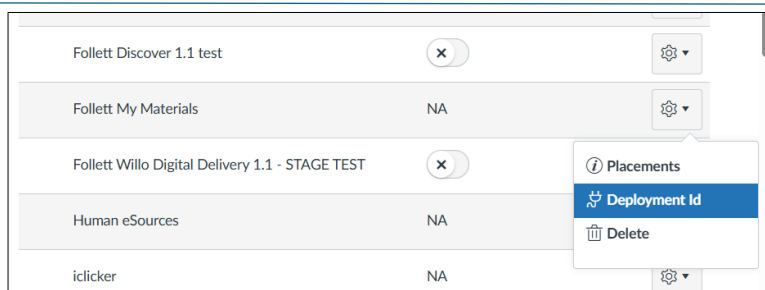 Follett Discover 1.1 test
Follett My Materials NA
Follett Willo Digital Delivery 1.1 - STAGE TEST
Placements
Deployment Id
Human eSources NA
Delete
iclicker NA